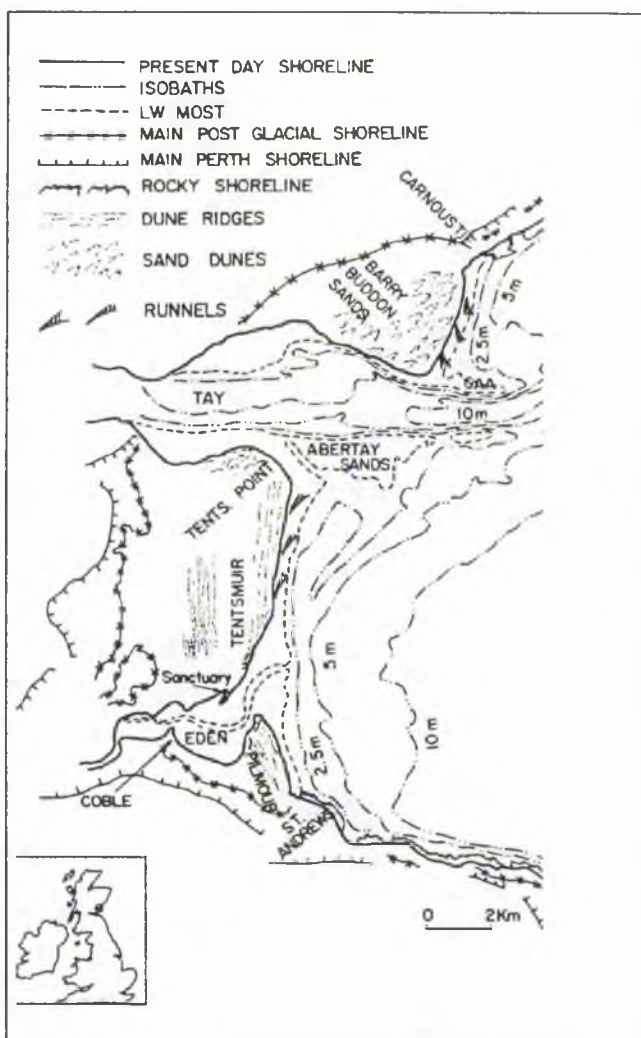 PRESENT DAY SHORELINE
ISOBATHS
LW MOST
MAIN POST GLACIAL SHORELINE
MAIN PERTH SHORELINE
ROCKY SHORELINE
DUNE RIDGES
SAND DUNES
RUNNELS
CARNOUSTIE
BARRY
BUDDON
SANDS
5m
2.5m
GAA
TAY
10m
ABERTAY
SANDS
TENTS POINT
TENTSMUIR
Sanctuary
5m
10m
2.5m
EDEN
COBLE
PILMOUR
ST.
ANDREWS
0 2Km